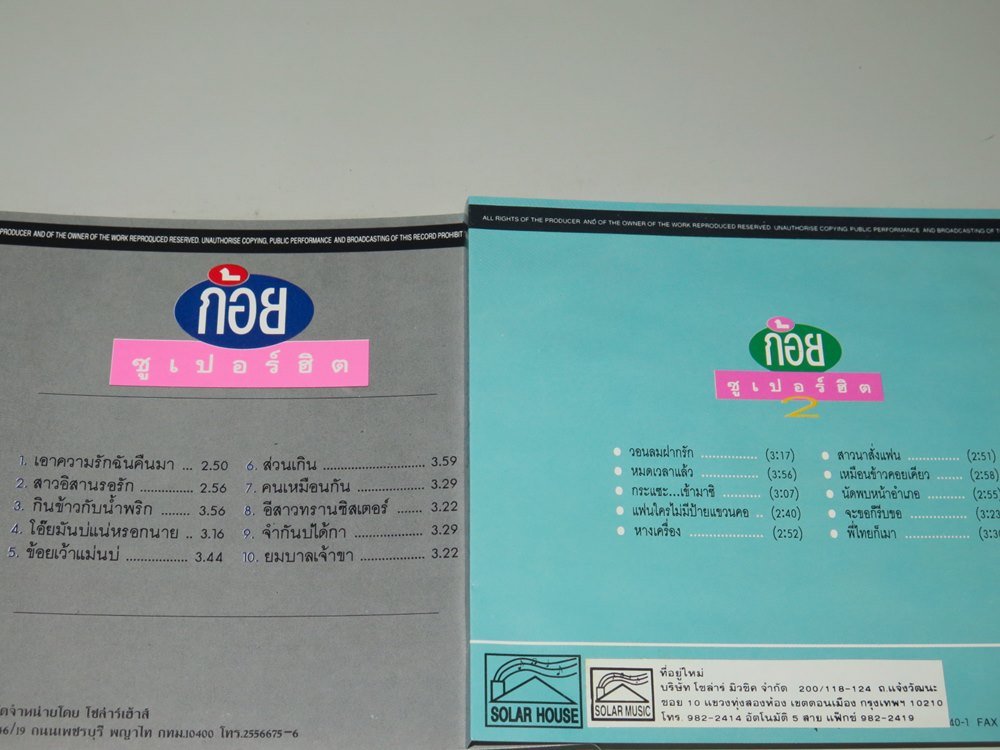 PRODUCER AND OF THE OWNER OF THE WORK REPRODUCED RESERVED. UNAUTHORISE COPYING, PUBLIC PERFORMANCE AND BROADCASTING OF THIS RECORD PROHIBIT
ก้อย
ซูเปอร์ฮิต
1. เอาความรักฉันคืนมา ... 2.50
2. สาวอีสานรอรัก ................ 2.56
3. กินข้าวกับน้ำพริก ............ 3.56
4. โอ๊ยมันบ่แน่หรอกนาย .. 3.16
5. ข้อยเว้าแม่นบ่ .................. 3.44
6. ส่วนเกิน .......................... 3.59
7. คนเหมือนกัน ................... 3.29
8. อีสาวทรานซิสเตอร์ ........ 3.22
9. จำกันบ่ได้กา .................... 3.29
10. ยมบาลเจ้าขา .................. 3.22
จำหน่ายโดย โซล่าร์เฮ้าส์
ถนนเพชรบุรี พญาไท กทม.10400 โทร.2556675-6
ALL RIGHTS OF THE PRODUCER AND OF THE OWNER OF THE WORK REPRODUCED RESERVED. UNAUTHORISE COPYING, PUBLIC PERFORMANCE AND BROADCASTING OF
ก้อย
ซูเปอร์ฮิต
2
วอนลมฝากรัก .................. (3:17)
หมดเวลาแล้ว .................. (3:56)
กระแซะ...เข้ามาซิ ............ (3:07)
แฟนใครไม่มีป้ายแขวนคอ .. (2:40)
หางเครื่อง ........................ (2:52)
สาวนาสั่งแฟน .................. (2:51)
เหมือนข้าวคอยเคียว .......... (2:58)
นัดพบหน้าอำเภอ .............. (2:55)
จะขอก็รีบขอ .................... (3:23
พี่ไทยก็เมา ........................ (3:30
SOLAR HOUSE
SOLAR MUSIC
ที่อยู่ใหม่
บริษัท โซล่าร์ มิวซิค จำกัด 200/118-124 ถ.แจ้งวัฒนะ
ซอย 10 แขวงทุ่งสองห้อง เขตดอนเมือง กรุงเทพฯ 10210
โทร. 982-2414 อัตโนมัติ 5 สาย แฟ็กซ์ 982-2419
40-1 FAX